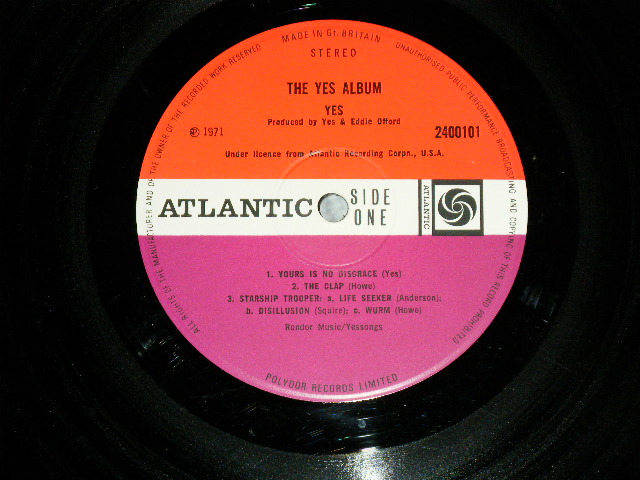 MADE IN Gt. BRITAIN
STEREO
THE YES ALBUM
YES
Produced by Yes & Eddie Offord
℗ 1971
2400101
Under licence from Atlantic Recording Corpn., U.S.A.
ATLANTIC
SIDE
ONE
ATLANTIC
1. YOURS IS NO DISGRACE (Yes)
2. THE CLAP (Howe)
3. STARSHIP TROOPER: a. LIFE SEEKER (Anderson);
b. DISILLUSION (Squire); c. WURM (Howe)
Rondor Music/Yessongs
POLYDOR RECORDS LIMITED
ALL RIGHTS OF THE MANUFACTURER AND OF THE OWNER OF THE RECORDED WORK RESERVED
UNAUTHORISED PUBLIC PERFORMANCE BROADCASTING AND COPYING OF THIS RECORD PROHIBITED